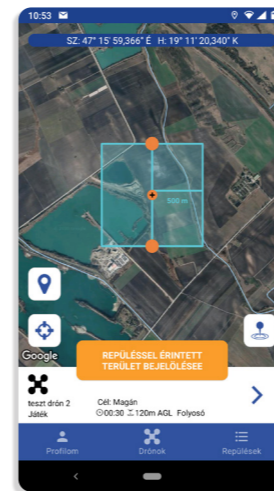 10:53
SZ: 47° 15' 59,366" É H: 19° 11' 20,340" K
500 m
Google
REPÜLÉSSEL ÉRINTETT
TERÜLET BEJELÖLÉSEE
teszt drón 2
Játék
Cél: Magán
00:30 120m AGL Folyosó
Profilom
Drónok
Repülések